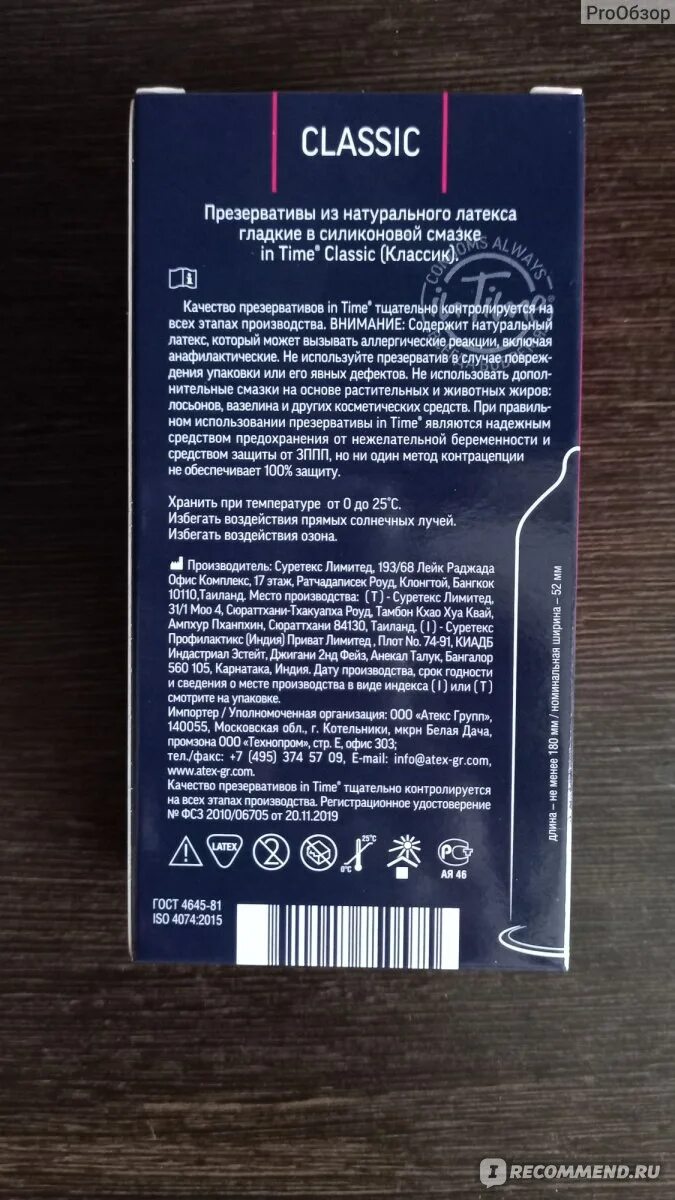 ProОбзор
CLASSIC
Презервативы из натурального латекса
гладкие в силиконовой смазке
in Time® Classic (Классик).
CONDOMS ALWAYS
in Time®
Качество презервативов in Time® тщательно контролируется на
всех этапах производства. ВНИМАНИЕ: Содержит натуральный
латекс, который может вызывать аллергические реакции, включая
анафилактические. Не используйте презерватив в случае повреж-
дения упаковки или его явных дефектов. Не использовать допол-
нительные смазки на основе растительных и животных жиров:
лосьонов, вазелина и других косметических средств. При правиль-
ном использовании презервативы in Time® являются надежным
средством предохранения от нежелательной беременности и
средством защиты от ЗППП, но ни один метод контрацепции
не обеспечивает 100% защиту.
Хранить при температуре от 0 до 25°С.
Избегать воздействия прямых солнечных лучей.
Избегать воздействия озона.
Производитель: Суретекс Лимитед, 193/68 Лейк Раджада
Офис Комплекс, 17 этаж, Ратчадаписек Роуд, Клонгтой, Бангкок
10110,Таиланд. Место производства: (Т) - Суретекс Лимитед,
31/1 Моо 4, Сюраттхани-Тхакуапха Роуд, Тамбон Кхао Хуа Квай,
Ампхур Пханпхин, Сюраттхани 84130, Таиланд. (I) - Суретекс
Профилактикс (Индия) Приват Лимитед, Плот No. 74-91, КИАДБ
Индастриал Эстейт, Джигани 2нд Фейз, Анекал Талук, Бангалор
560 105, Карнатака, Индия. Дату производства, срок годности
и сведения о месте производства в виде индекса (I) или (Т)
смотрите на упаковке.
Импортер / Уполномоченная организация: ООО «Атекс Групп»,
140055, Московская обл., г. Котельники, мкрн Белая Дача,
промзона ООО «Технопром», стр. Е, офис 303;
тел./факс: +7 (495) 374 57 09, E-mail: info@atex-gr.com,
www.atex-gr.com.
Качество презервативов in Time® тщательно контролируется
на всех этапах производства. Регистрационное удостоверение
№ ФСЗ 2010/06705 от 20.11.2019
LATEX
25°C
0°C
РСТ
АЯ 46
ГОСТ 4645-81
ISO 4074:2015
длина – не менее 180 мм / номинальная ширина – 52 мм
IRECOMMEND.RU